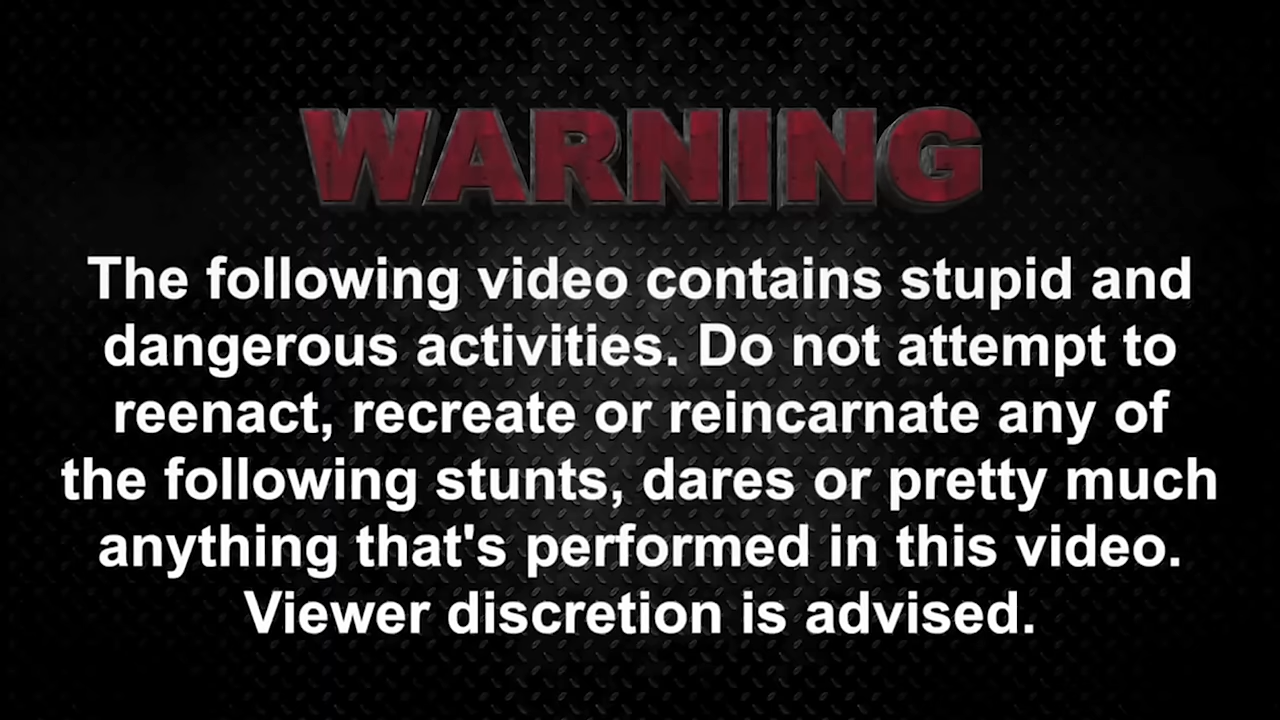 WARNING
The following video contains stupid and
dangerous activities. Do not attempt to
reenact, recreate or reincarnate any of
the following stunts, dares or pretty much
anything that's performed in this video.
Viewer discretion is advised.